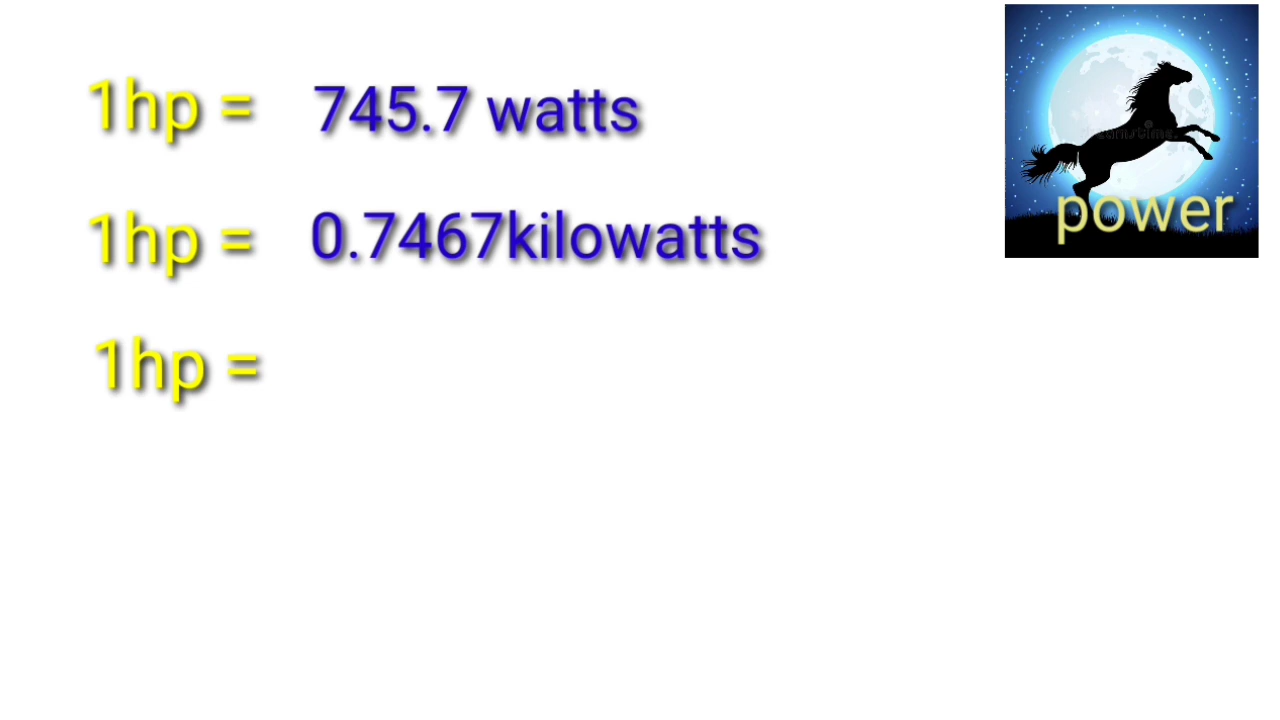 1hp = 745.7 watts
power
1hp = 0.7467kilowatts
1hp =